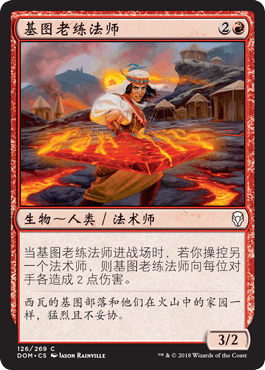 基图老练法师 2
生物～人类／法术师
当基图老练法师进战场时，若你操控另
一个法术师，则基图老练法师向每位对
手各造成2点伤害。
西瓦的基图部落和他们在火山中的家园一
样，猛烈且不妥协。
3/2
126/269 C
DOM • CS JASON RAINVILLE
™ & © 2018 Wizards of the Coast